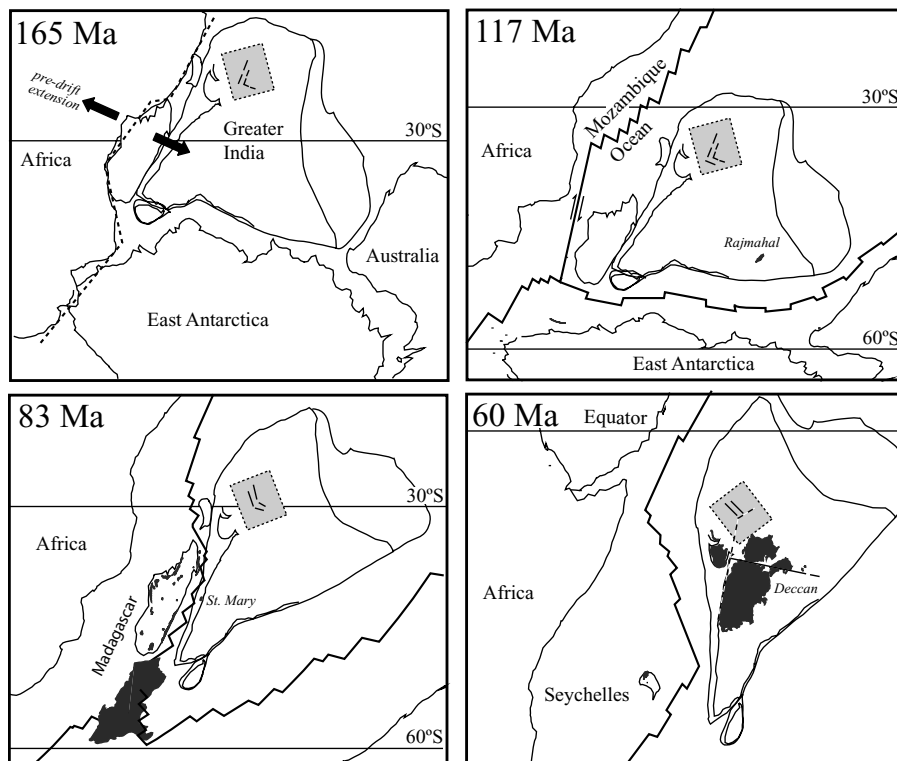 165 Ma
pre-drift
extension
Greater
India
30ºS
Africa
Australia
East Antarctica
117 Ma
Mozambique
Ocean
30ºS
Africa
Rajmahal
60ºS
East Antarctica
83 Ma
30ºS
Africa
St. Mary
Madagascar
60ºS
60 Ma
Equator
Africa
Deccan
Seychelles